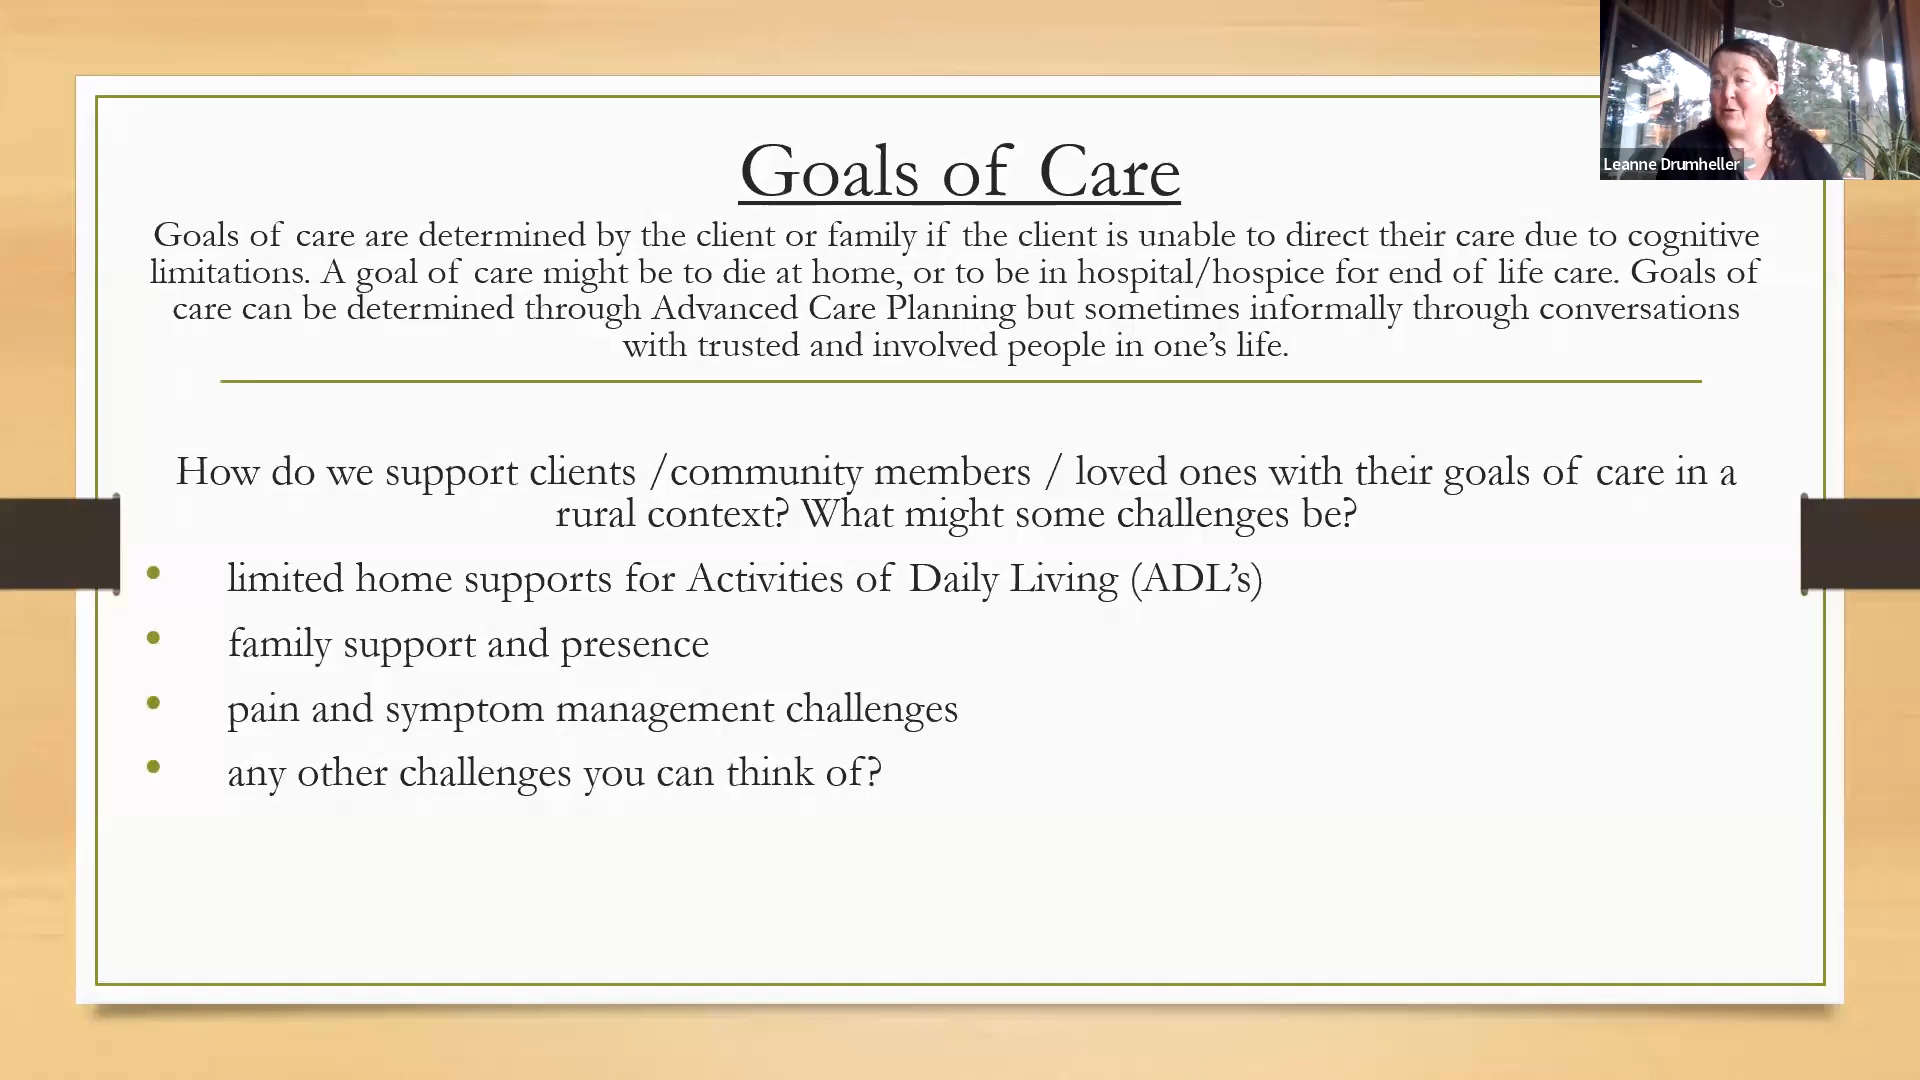 Leanne Drumheller
Goals of Care
Goals of care are determined by the client or family if the client is unable to direct their care due to cognitive
limitations. A goal of care might be to die at home, or to be in hospital/hospice for end of life care. Goals of
care can be determined through Advanced Care Planning but sometimes informally through conversations
with trusted and involved people in one’s life.
How do we support clients /community members / loved ones with their goals of care in a
rural context? What might some challenges be?
• limited home supports for Activities of Daily Living (ADL’s)
• family support and presence
• pain and symptom management challenges
• any other challenges you can think of?